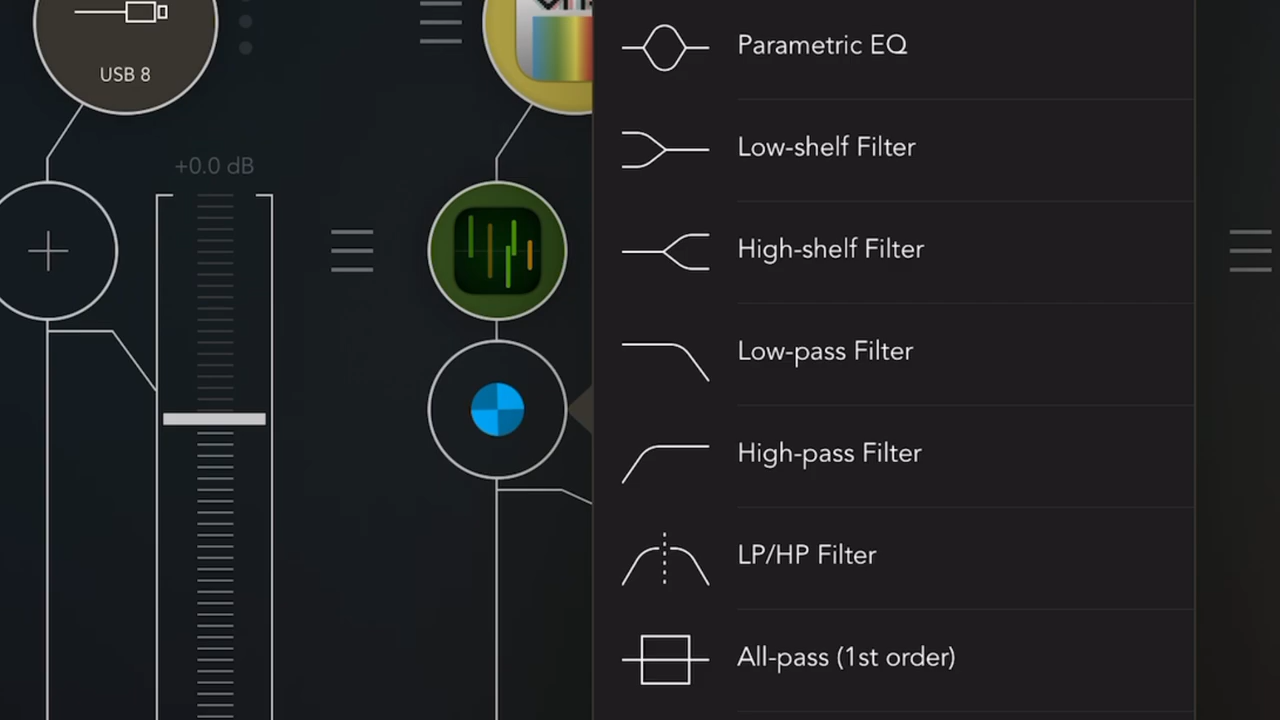 USB 8
+0.0 dB
Parametric EQ
Low-shelf Filter
High-shelf Filter
Low-pass Filter
High-pass Filter
LP/HP Filter
All-pass (1st order)